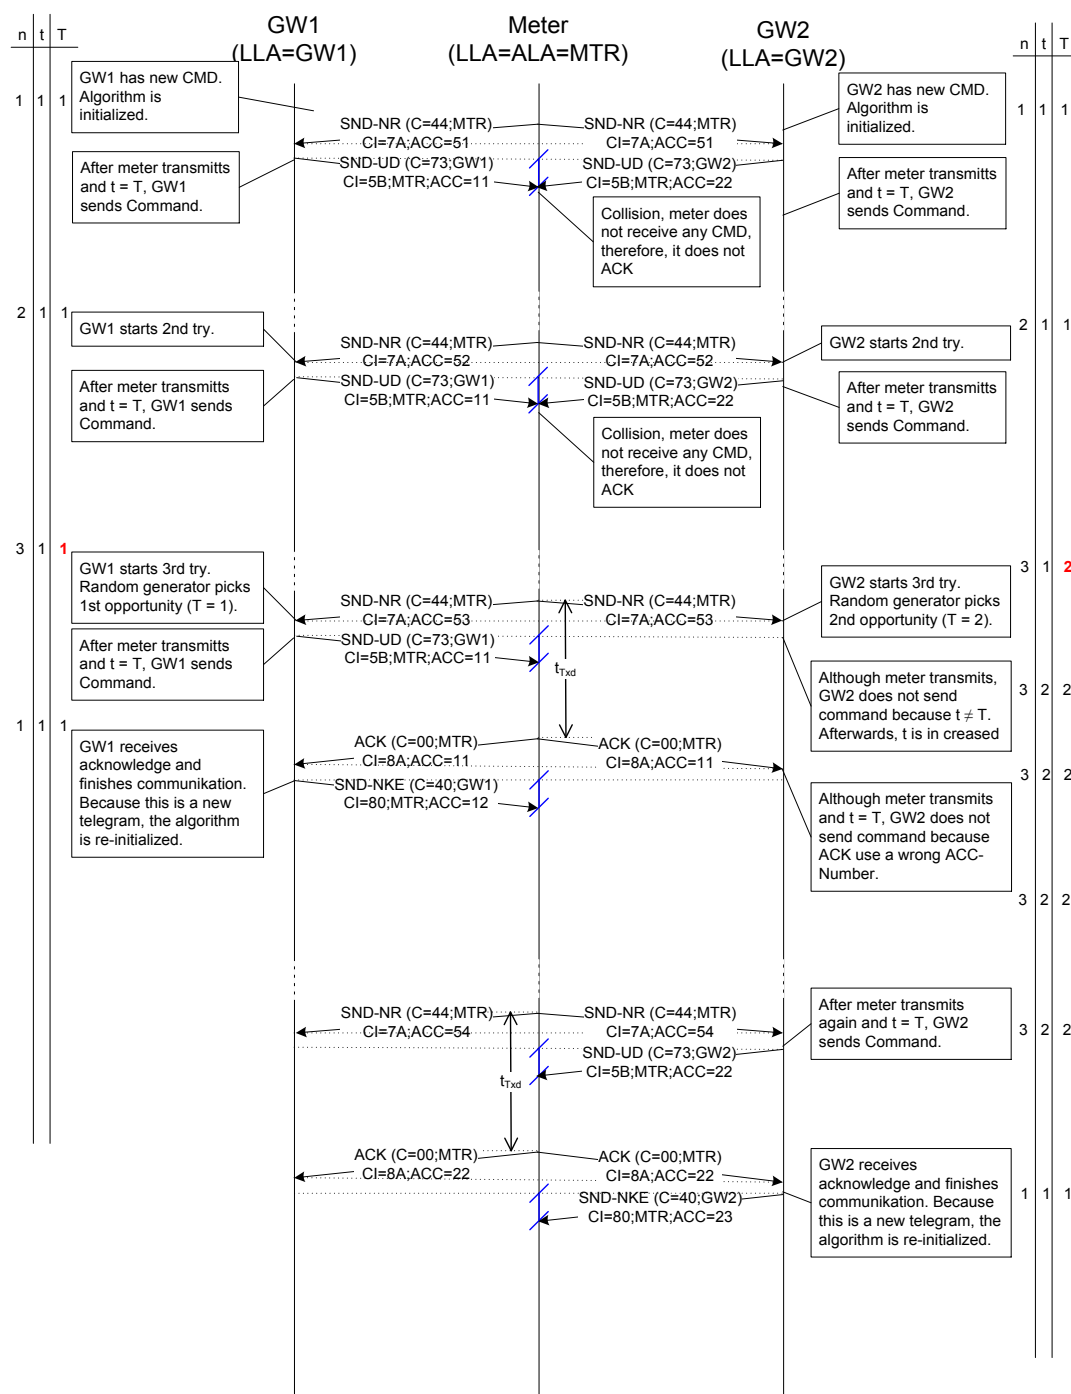 GW1
(LLA=GW1)
Meter
(LLA=ALA=MTR)
GW2
(LLA=GW2)
n t T
n t T
1 1 1
GW1 has new CMD.
Algorithm is
initialized.
GW2 has new CMD.
Algorithm is
initialized.
1 1 1
SND-NR (C=44;MTR)
CI=7A;ACC=51
SND-NR (C=44;MTR)
CI=7A;ACC=51
After meter transmitts
and t = T, GW1
sends Command.
SND-UD (C=73;GW1)
CI=5B;MTR;ACC=11
SND-UD (C=73;GW2)
CI=5B;MTR;ACC=22
After meter transmitts
and t = T, GW2
sends Command.
Collision, meter does
not receive any CMD,
therefore, it does not
ACK
2 1 1
GW1 starts 2nd try.
GW2 starts 2nd try.
2 1 1
SND-NR (C=44;MTR)
CI=7A;ACC=52
SND-NR (C=44;MTR)
CI=7A;ACC=52
After meter transmitts
and t = T, GW1 sends
Command.
SND-UD (C=73;GW1)
CI=5B;MTR;ACC=11
SND-UD (C=73;GW2)
CI=5B;MTR;ACC=22
After meter transmitts
and t = T, GW2
sends Command.
Collision, meter does
not receive any CMD,
therefore, it does not
ACK
3 1 1
GW1 starts 3rd try.
Random generator picks
1st opportunity (T = 1).
GW2 starts 3rd try.
Random generator picks
2nd opportunity (T = 2).
3 1 2
SND-NR (C=44;MTR)
CI=7A;ACC=53
SND-NR (C=44;MTR)
CI=7A;ACC=53
After meter transmitts
and t = T, GW1 sends
Command.
SND-UD (C=73;GW1)
CI=5B;MTR;ACC=11
tTxd
Although meter transmits,
GW2 does not send
command because t ≠ T.
Afterwards, t is in creased
3 2 2
1 1 1
GW1 receives
acknowledge and
finishes communikation.
Because this is a new
telegram, the algorithm
is re-initialized.
ACK (C=00;MTR)
CI=8A;ACC=11
ACK (C=00;MTR)
CI=8A;ACC=11
SND-NKE (C=40;GW1)
CI=80;MTR;ACC=12
3 2 2
Although meter transmits
and t = T, GW2 does not
send command because
ACK use a wrong ACC-
Number.
3 2 2
SND-NR (C=44;MTR)
CI=7A;ACC=54
SND-NR (C=44;MTR)
CI=7A;ACC=54
After meter transmits
again and t = T, GW2
sends Command.
3 2 2
SND-UD (C=73;GW2)
CI=5B;MTR;ACC=22
tTxd
ACK (C=00;MTR)
CI=8A;ACC=22
ACK (C=00;MTR)
CI=8A;ACC=22
SND-NKE (C=40;GW2)
CI=80;MTR;ACC=23
GW2 receives
acknowledge and finishes
communikation. Because
this is a new telegram, the
algorithm is re-initialized.
1 1 1